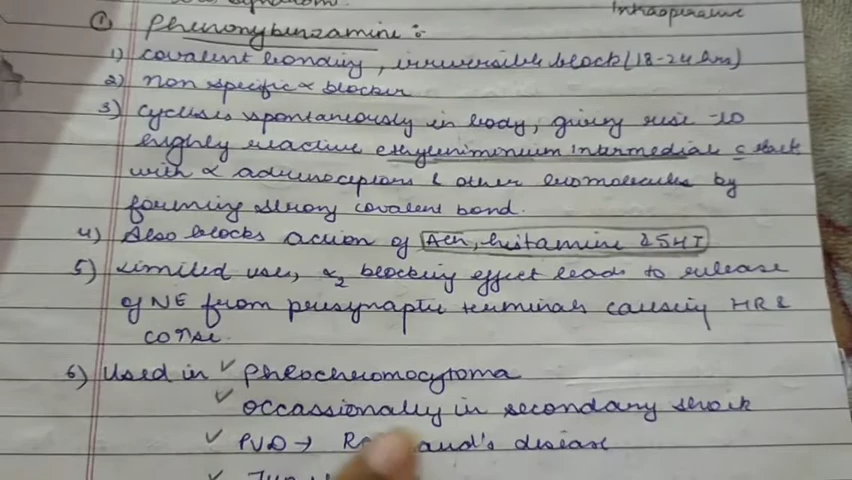 Intraoperative
① Phenoxybenzamine :-
1) covalent bonding, irreversible block (18-24 hrs)
2) Non specific α blocker
3) cyclises spontaneously in body, giving rise to
highly reactive ethyleniminium intermediate c react
with α adrenoceptors & other biomolecules by
forming strong covalent bond.
4) Also blocks action of Ach, histamine & 5HT
5) Limited use, α2 blocking effect leads to release
of NE from presynaptic terminals causing HR &
CO rise.
6) Used in ✓ Pheochromocytoma
✓ occassionally in secondary shock
✓ PVD → aud's disease
✓